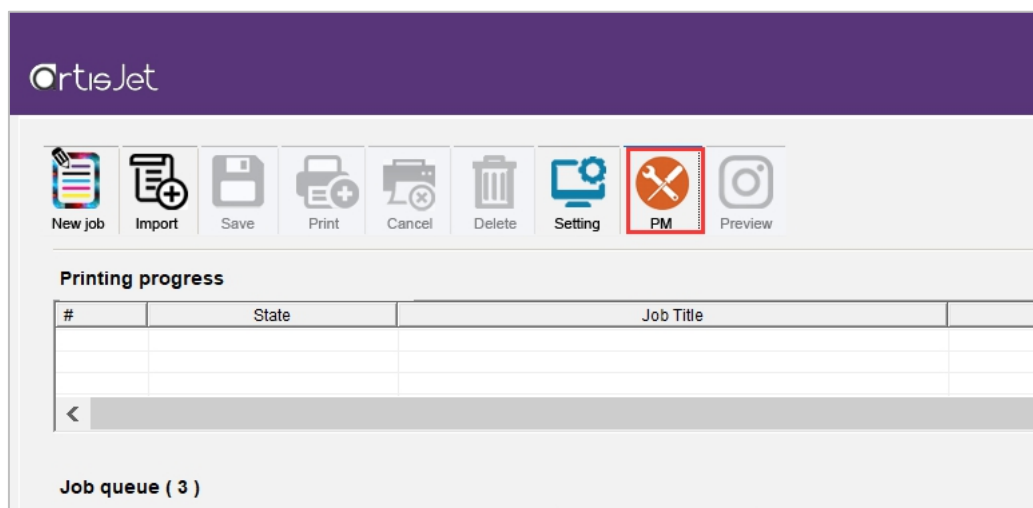 artisJet
New job Import Save Print Cancel Delete Setting PM Preview
Printing progress
# State Job Title
Job queue ( 3 )